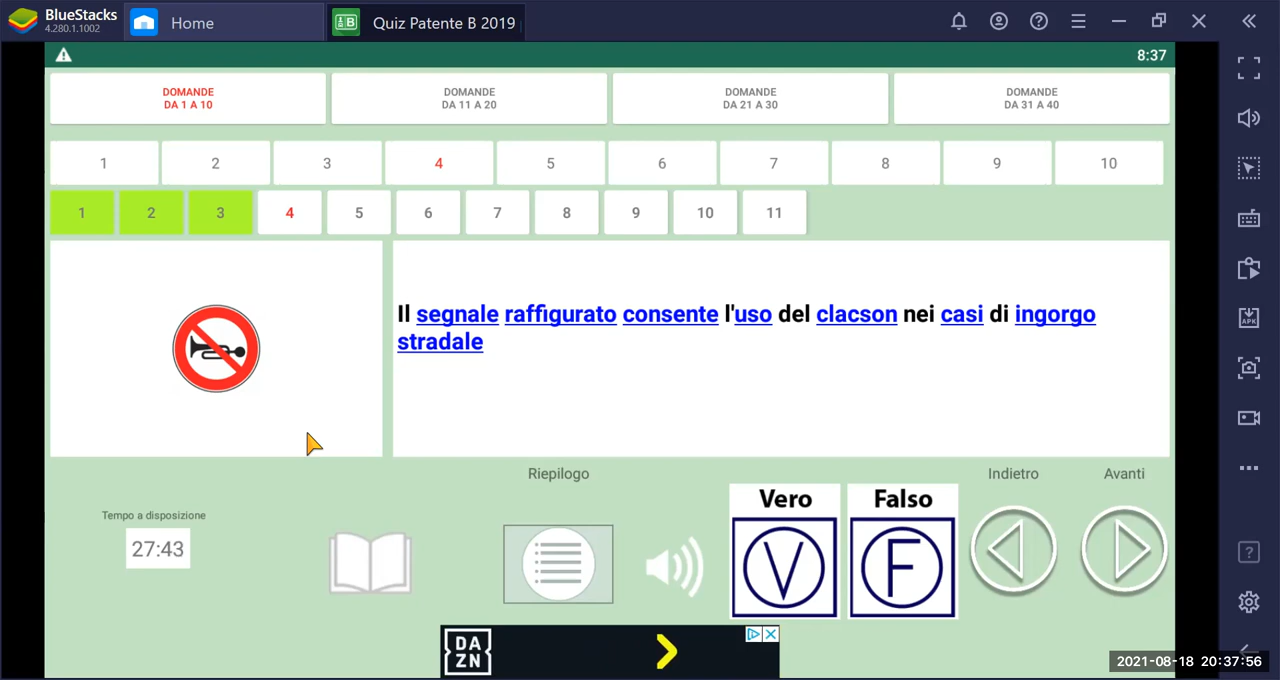 BlueStacks
4.280.1.1002
Home
Quiz Patente B 2019
8:37
DOMANDE
DA 1 A 10
DOMANDE
DA 11 A 20
DOMANDE
DA 21 A 30
DOMANDE
DA 31 A 40
1 2 3 4 5 6 7 8 9 10
1 2 3 4 5 6 7 8 9 10 11
Il segnale raffigurato consente l'uso del clacson nei casi di ingorgo
stradale
Riepilogo
Indietro
Avanti
Tempo a disposizione
27:43
Vero
V
Falso
F
DA
ZN
APK
2021-08-18 20:37:56